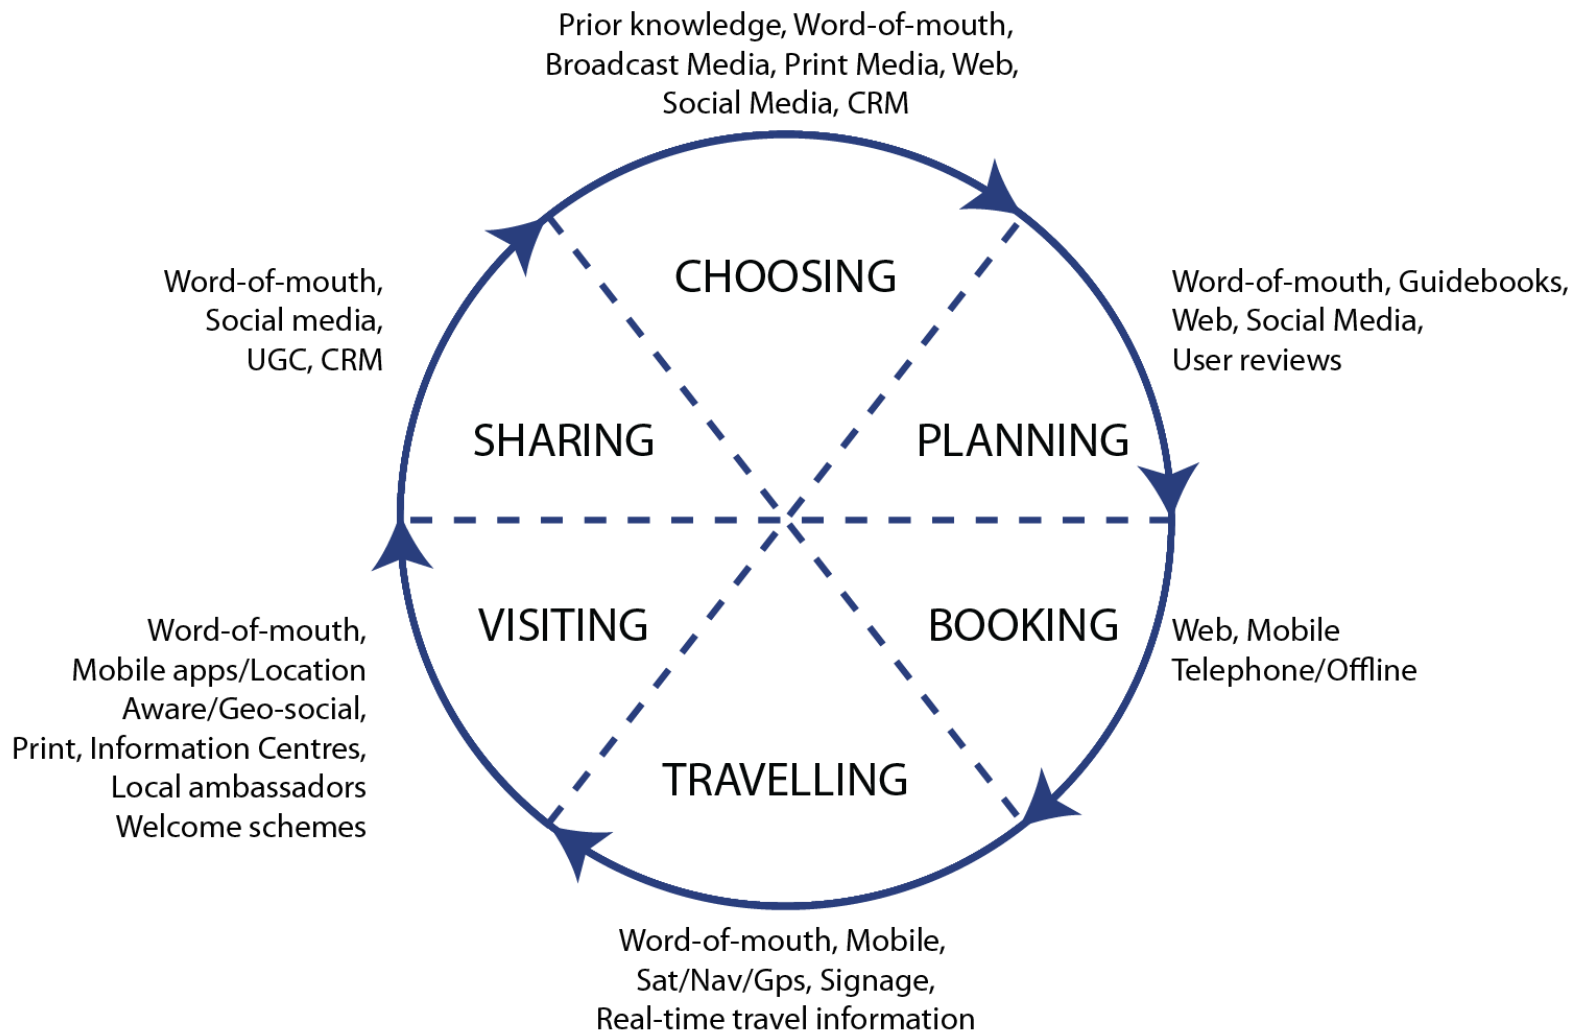 Prior knowledge, Word-of-mouth,
Broadcast Media, Print Media, Web,
Social Media, CRM
CHOOSING
Word-of-mouth, Guidebooks,
Web, Social Media,
User reviews
PLANNING
BOOKING
Web, Mobile
Telephone/Offline
TRAVELLING
Word-of-mouth, Mobile,
Sat/Nav/Gps, Signage,
Real-time travel information
VISITING
Word-of-mouth,
Mobile apps/Location
Aware/Geo-social,
Print, Information Centres,
Local ambassadors
Welcome schemes
SHARING
Word-of-mouth,
Social media,
UGC, CRM